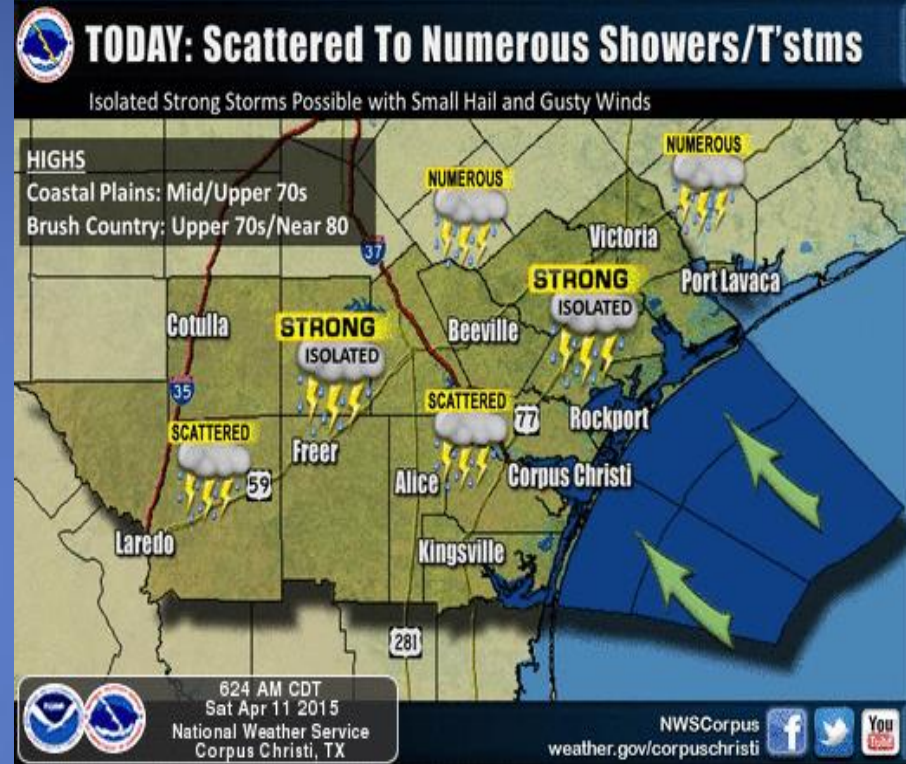 TODAY: Scattered To Numerous Showers/T'stms
Isolated Strong Storms Possible with Small Hail and Gusty Winds
HIGHS
Coastal Plains: Mid/Upper 70s
Brush Country: Upper 70s/Near 80
NUMEROUS
NUMEROUS
37
Victoria
Port Lavaca
STRONG
ISOLATED
Cotulla
STRONG
ISOLATED
Beeville
35
SCATTERED
77
Rockport
SCATTERED
Freer
59
Alice
Corpus Christi
Laredo
Kingsville
281
624 AM CDT
Sat Apr 11 2015
National Weather Service
Corpus Christi, TX
NWSCorpus
weather.gov/corpuschristi
f
You
Tube